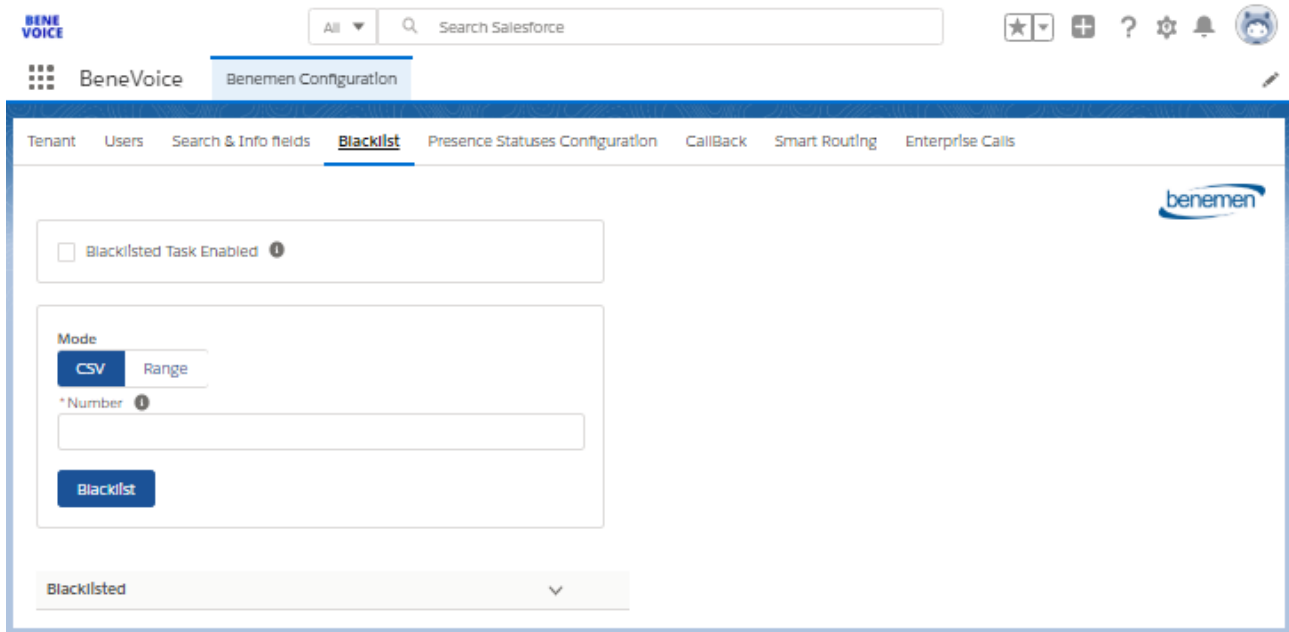 BENE
VOICE
All
Search Salesforce
BeneVoice
Benemen Configuration
Tenant Users Search & Info fields Blacklist Presence Statuses Configuration CallBack Smart Routing Enterprise Calls
benemen
Blacklisted Task Enabled
Mode
CSV Range
*Number
Blacklist
Blacklisted